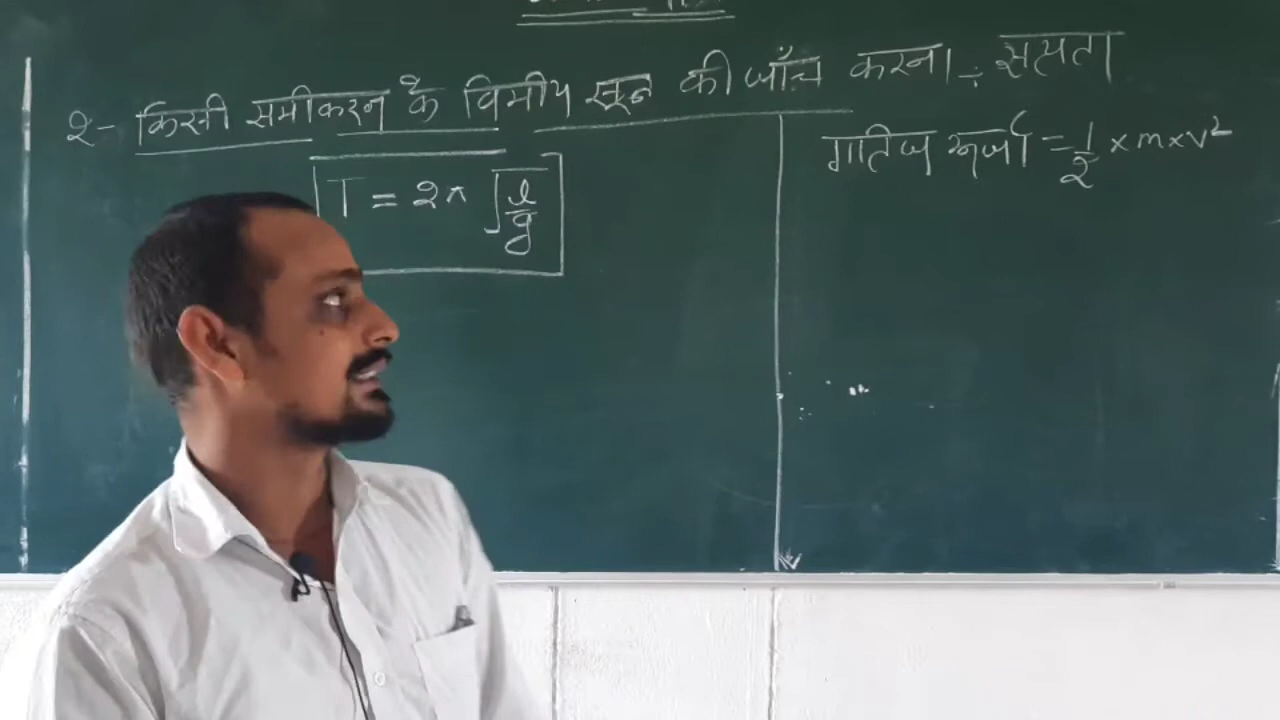 २- किसी समीकरण के विमीय सूत्र की जाँच करना। ÷ सत्यता
T = 2π √l/g
गतिज ऊर्जा = 1/2 × m × v²